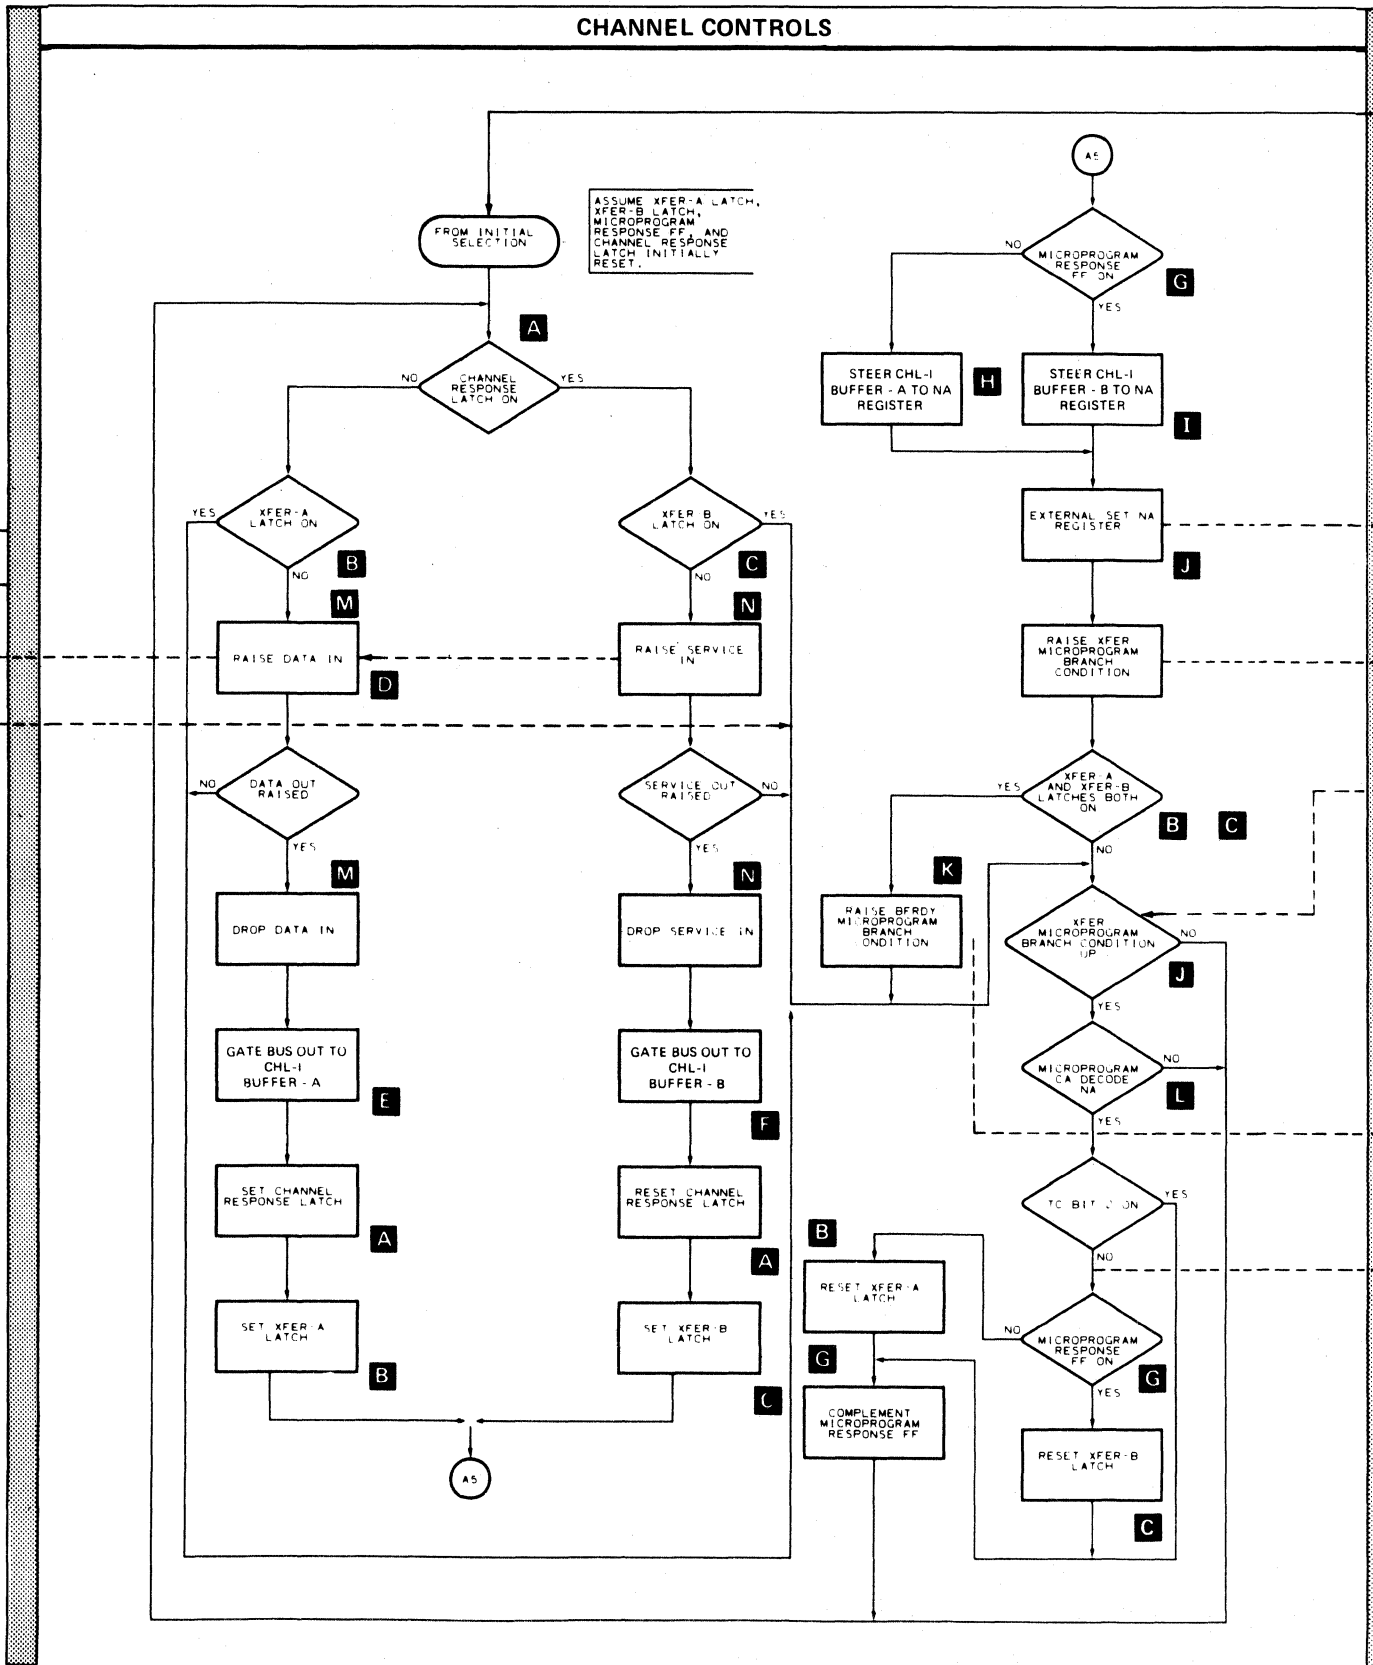 CHANNEL CONTROLS
FROM INITIAL
SELECTION
ASSUME XFER-A LATCH,
XFER-B LATCH,
MICROPROGRAM
RESPONSE FF, AND
CHANNEL RESPONSE
LATCH INITIALLY
RESET.
A
CHANNEL
RESPONSE
LATCH ON
NO
YES
XFER-A
LATCH ON
YES
NO
B
M
RAISE DATA IN
D
DATA OUT
RAISED
NO
YES
M
DROP DATA IN
GATE BUS OUT TO
CHL-I
BUFFER - A
E
SET CHANNEL
RESPONSE LATCH
A
SET XFER-A
LATCH
B
XFER B
LATCH ON
YES
NO
C
N
RAISE SERVICE
IN
SERVICE OUT
RAISED
NO
YES
N
DROP SERVICE IN
GATE BUS OUT TO
CHL-I
BUFFER - B
F
RESET CHANNEL
RESPONSE LATCH
A
SET XFER-B
LATCH
C
A5
A5
MICROPROGRAM
RESPONSE
FF ON
NO
YES
G
STEER CHL-I
BUFFER - A TO NA
REGISTER
H
STEER CHL-I
BUFFER - B TO NA
REGISTER
I
EXTERNAL SET NA
REGISTER
J
RAISE XFER
MICROPROGRAM
BRANCH
CONDITION
XFER-A
AND XFER-B
LATCHES BOTH
ON
YES
NO
B C
K
RAISE BFRDY
MICROPROGRAM
BRANCH
CONDITION
XFER
MICROPROGRAM
BRANCH CONDITION
UP
NO
YES
J
MICROPROGRAM
CA DECODE
NA
NO
YES
L
TC BIT ON
YES
NO
B
RESET XFER-A
LATCH
MICROPROGRAM
RESPONSE
FF ON
NO
YES
G
G
COMPLEMENT
MICROPROGRAM
RESPONSE FF
RESET XFER-B
LATCH
C